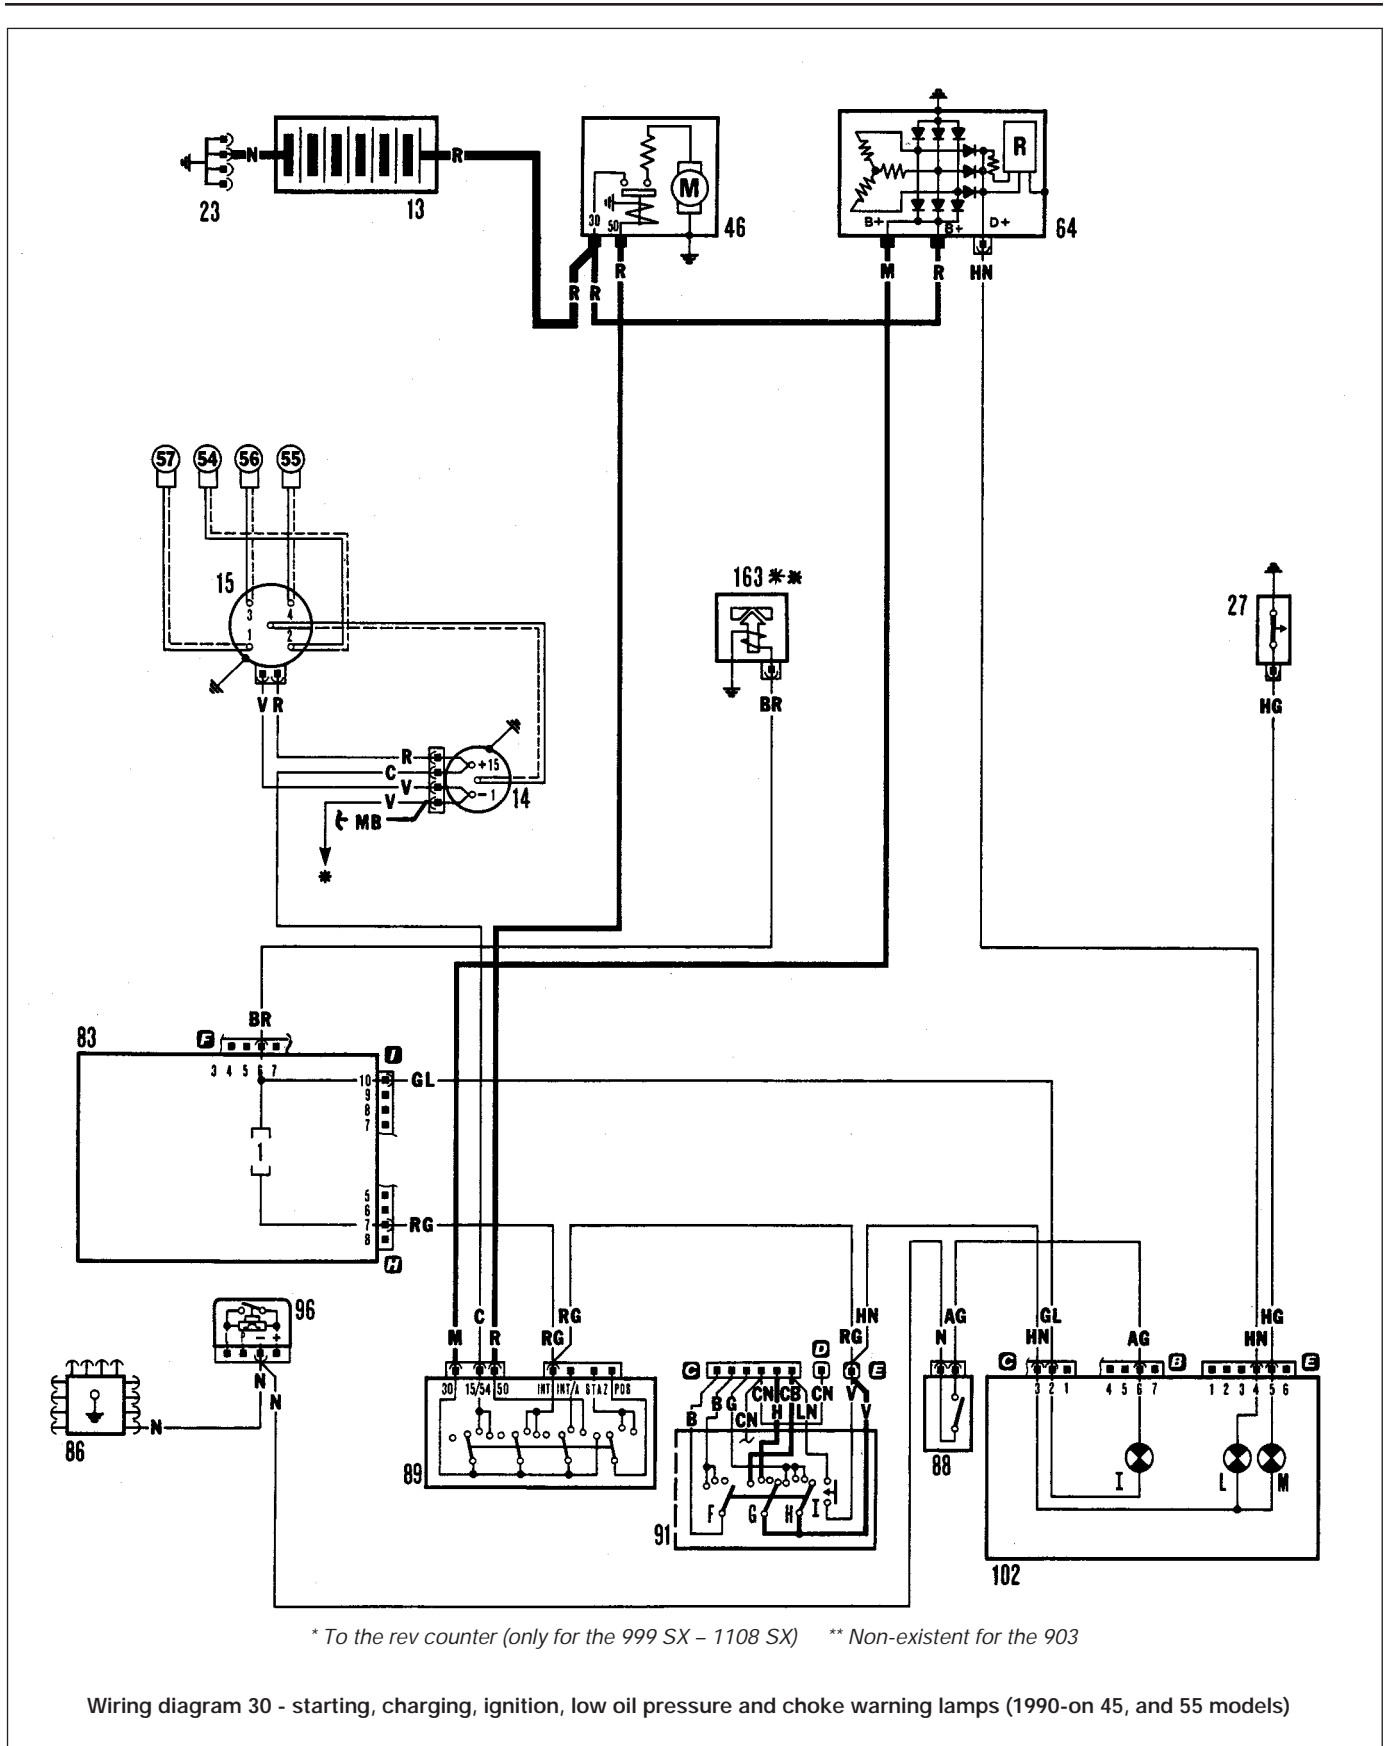 N
R
23
13
30
50
M
46
R
B+
B+
D+
64
R
R
R
M
R
HN
57
54
56
55
15
3
4
1
2
V R
163 **
27
BR
HG
R
C
V
V
MB
+15
-1
14
*
BR
83
F
3 4 5 6 7
I
10
GL
9
8
7
1
5
6
7
RG
8
H
96
- +
N
N
N
86
C
M
R
RG
RG
30
15/54
50
INT
INT/A
STAZ
POS
89
D
C
E
RG
HN
B
B
G
CN
CN
H
CB
LN
CN
V
V
F
G
H
I
91
N
AG
88
HN
GL
AG
HN
HG
C
B
E
3 2 1
4 5 6 7
1 2 3 4 5 6
I
L
M
102
* To the rev counter (only for the 999 SX – 1108 SX) ** Non-existent for the 903
Wiring diagram 30 - starting, charging, ignition, low oil pressure and choke warning lamps (1990-on 45, and 55 models)